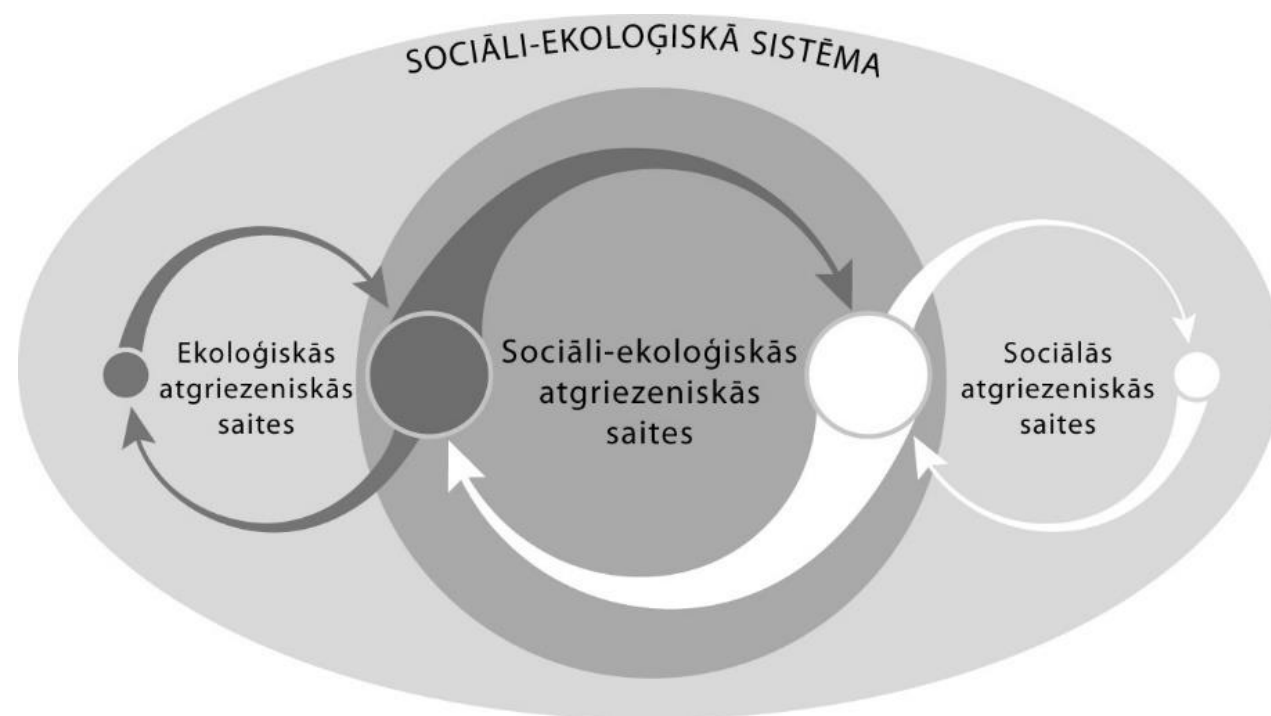 SOCIĀLI-EKOLOĢISKĀ SISTĒMA
Ekoloģiskās
atgriezeniskās
saites
Sociāli-ekoloģiskās
atgriezeniskās
saites
Sociālās
atgriezeniskās
saites